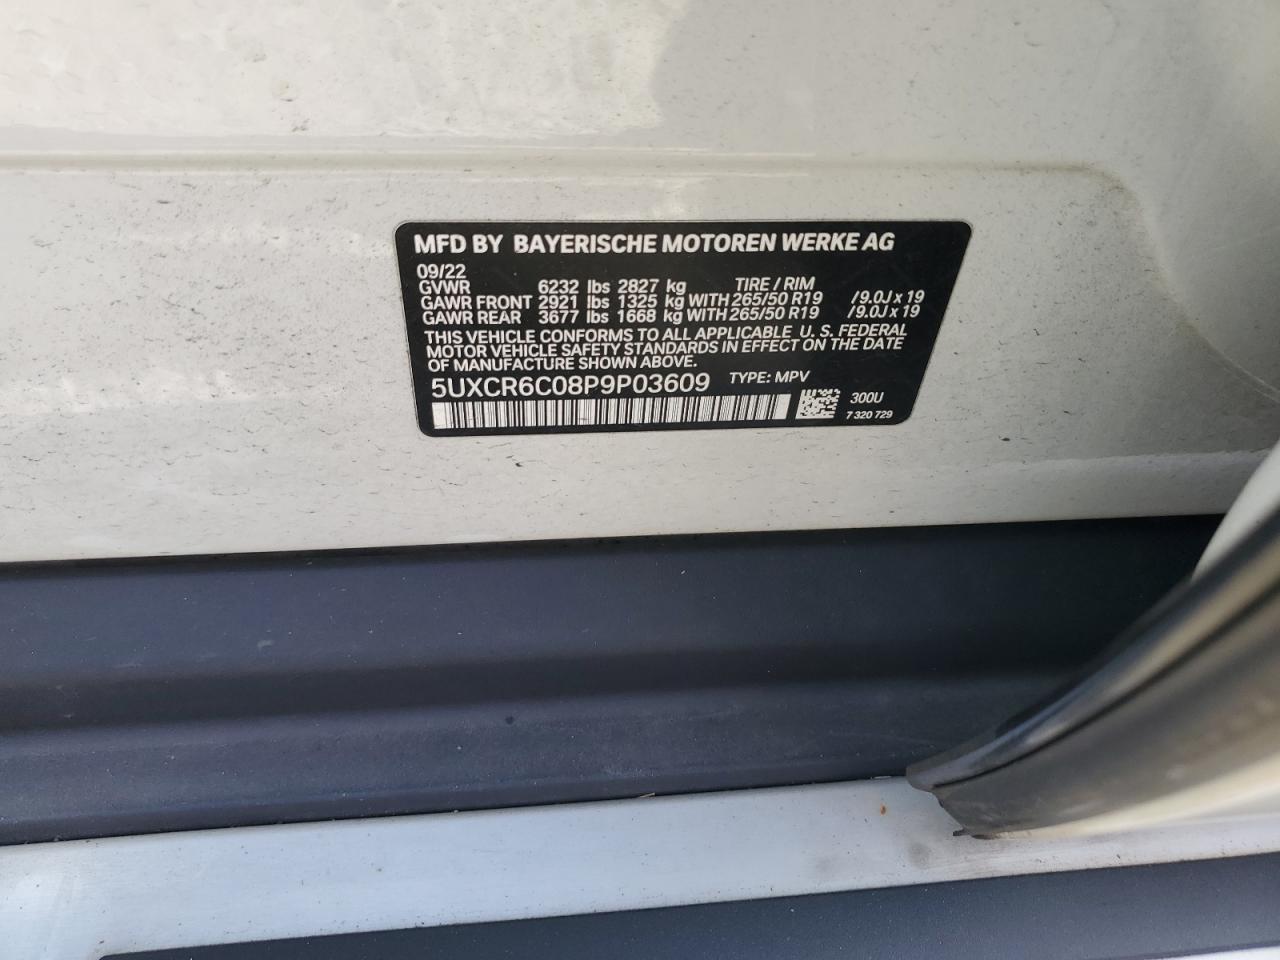 MFD BY BAYERISCHE MOTOREN WERKE AG
09/22
GVWR 6232 lbs 2827 kg TIRE / RIM
GAWR FRONT 2921 lbs 1325 kg WITH 265/50 R19 / 9.0J x 19
GAWR REAR 3677 lbs 1668 kg WITH 265/50 R19 / 9.0J x 19
THIS VEHICLE CONFORMS TO ALL APPLICABLE U. S. FEDERAL
MOTOR VEHICLE SAFETY STANDARDS IN EFFECT ON THE DATE
OF MANUFACTURE SHOWN ABOVE.
5UXCR6C08P9P03609 TYPE: MPV
300U
7 320 729